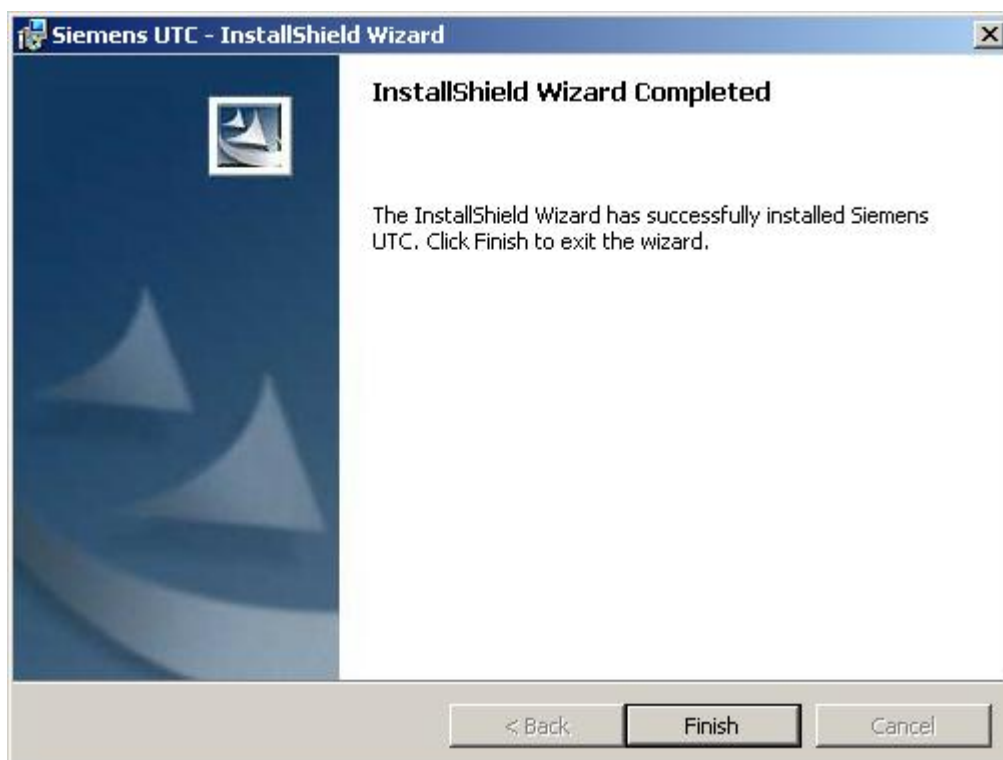 Siemens UTC - InstallShield Wizard
InstallShield Wizard Completed
The InstallShield Wizard has successfully installed Siemens
UTC. Click Finish to exit the wizard.
< Back
Finish
Cancel